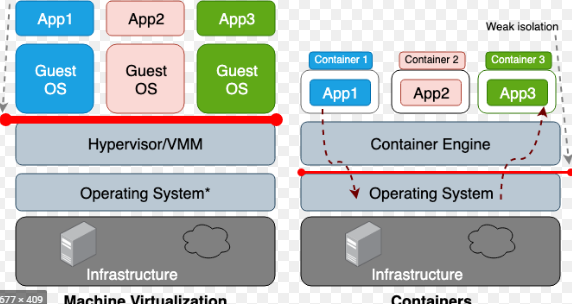 App1
App2
App3
Guest
OS
Guest
OS
Guest
OS
Hypervisor/VMM
Operating System*
Infrastructure
Machine Virtualization
Weak isolation
Container 1
Container 2
Container 3
App1
App2
App3
Container Engine
Operating System
Infrastructure
Containers
677 × 409